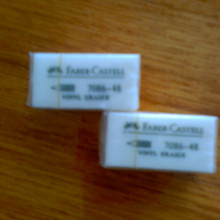 FABER-CASTELL
7086-48
VINYL ERASER
FABER-CASTELL
7086-48
VINYL ERASER